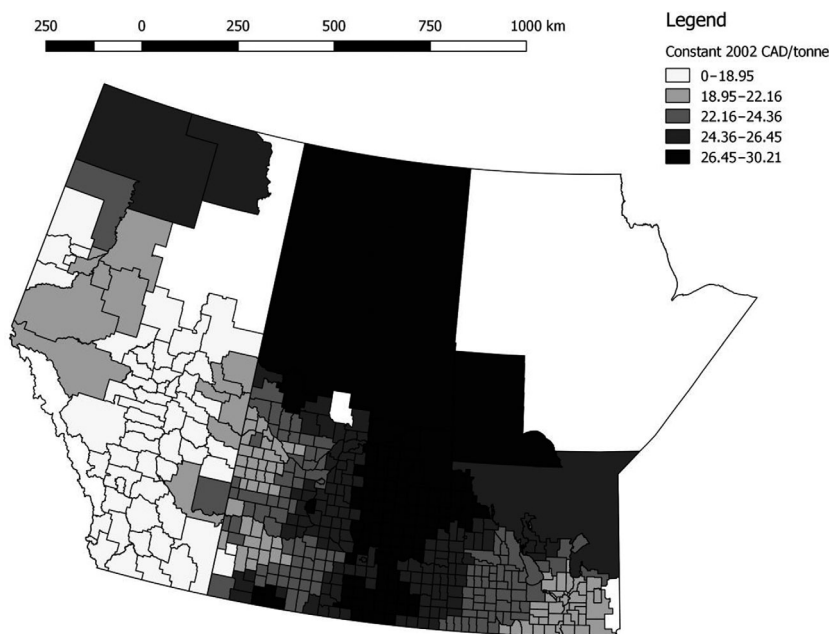 250 0 250 500 750 1000 km
Legend
Constant 2002 CAD/tonne
0–18.95
18.95–22.16
22.16–24.36
24.36–26.45
26.45–30.21